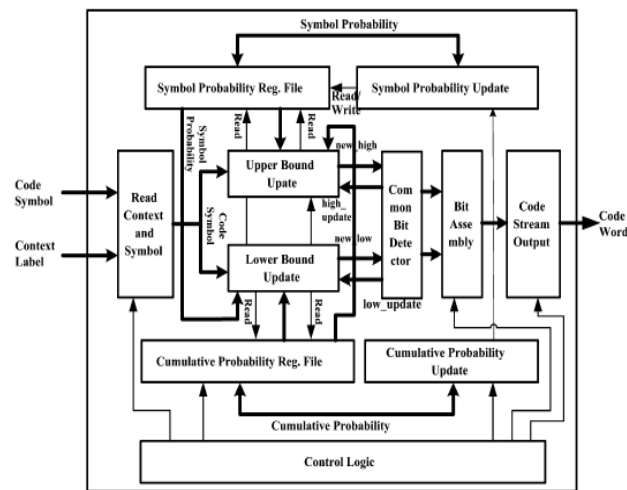 Symbol Probability
Symbol Probability Reg. File
Symbol Probability Update
Read/
Write
Read
Read
Symbol
Probability
new_high
Upper Bound
Upate
Code
Symbol
Context
Label
Read
Context
and
Symbol
Code
Symbol
high_
update
new_low
Com
mon
Bit
Dete
ctor
Bit
Asse
mbly
Code
Stream
Output
Code
Word
Lower Bound
Update
low_update
Read
Read
Cumulative Probability Reg. File
Cumulative Probability
Update
Cumulative Probability
Control Logic